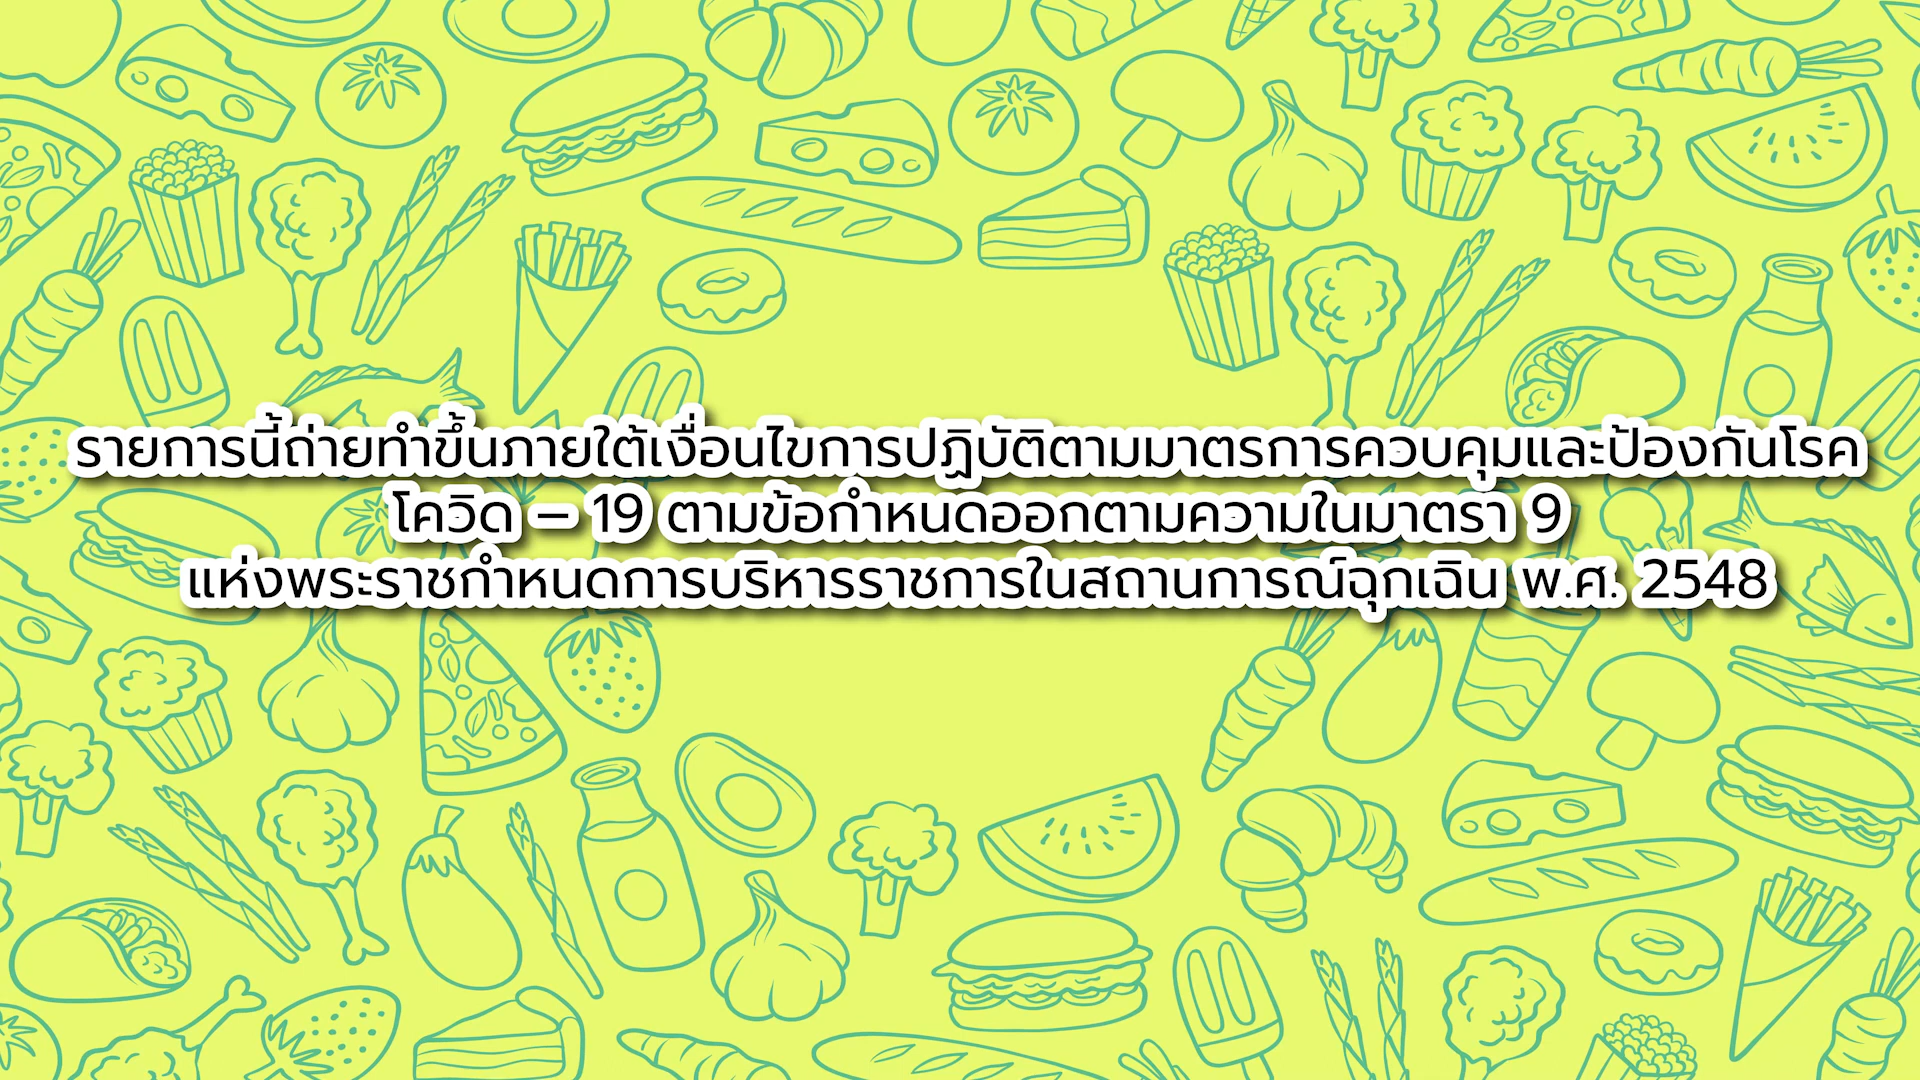 รายการนี้ถ่ายทำขึ้นภายใต้เงื่อนไขการปฏิบัติตามมาตรการควบคุมและป้องกันโรค
โควิด – 19 ตามข้อกำหนดออกตามความในมาตรา 9
แห่งพระราชกำหนดการบริหารราชการในสถานการณ์ฉุกเฉิน พ.ศ. 2548